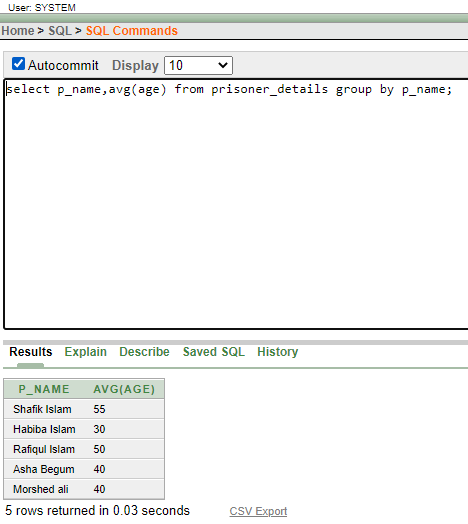 User: SYSTEM
Home > SQL > SQL Commands
Autocommit Display 10
select p_name,avg(age) from prisoner_details group by p_name;
Results Explain Describe Saved SQL History
P_NAME AVG(AGE)
Shafik Islam 55
Habiba Islam 30
Rafiqul Islam 50
Asha Begum 40
Morshed ali 40
5 rows returned in 0.03 seconds CSV Export